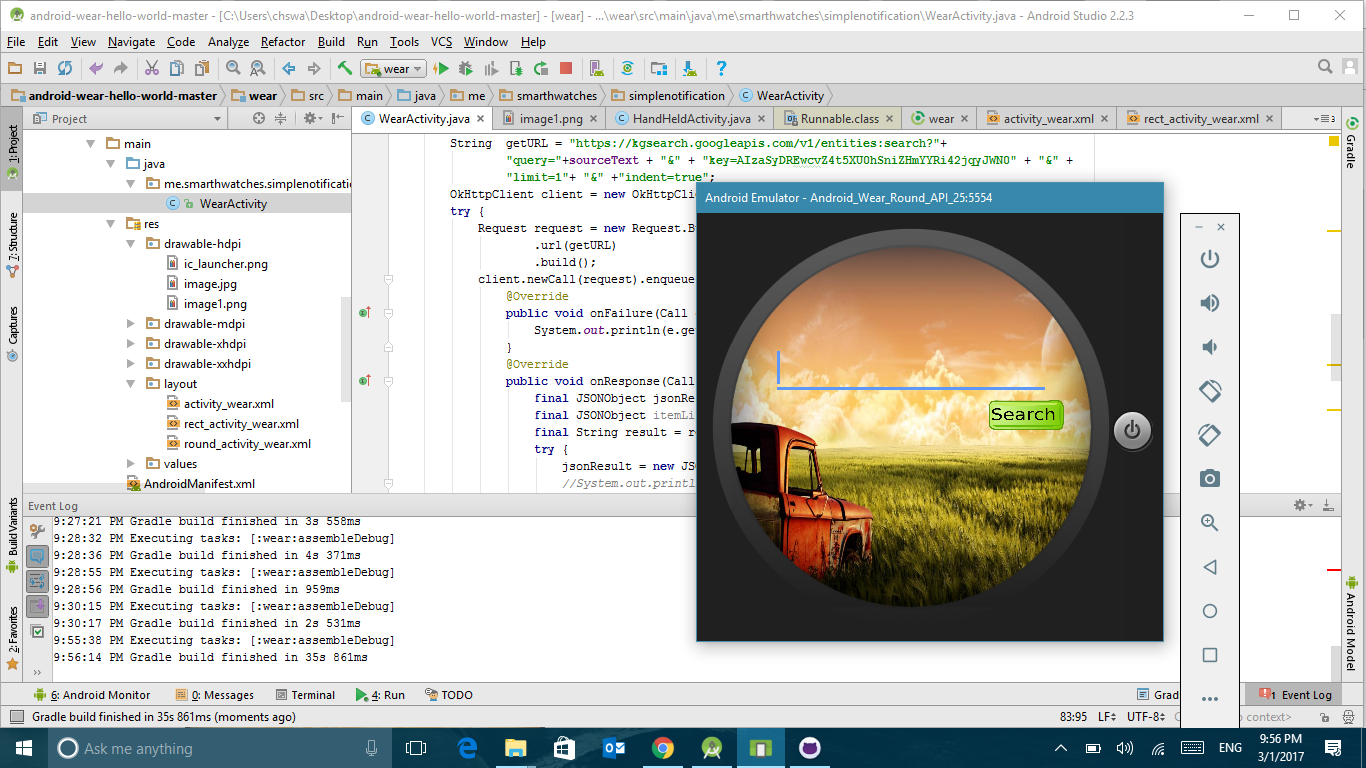 android-wear-hello-world-master - [C:\Users\chswa\Desktop\android-wear-hello-world-master] - [wear] - ...\wear\src\main\java\me\smarthwatches\simplenotification\WearActivity.java - Android Studio 2.2.3
File Edit View Navigate Code Analyze Refactor Build Run Tools VCS Window Help
wear
android-wear-hello-world-master wear src main java me smarthwatches simplenotification WearActivity
Project
WearActivity.java image1.png HandHeldActivity.java Runnable.class wear activity_wear.xml rect_activity_wear.xml
1: Project
7: Structure
Captures
Build Variants
2: Favorites
main
java
me.smarthwatches.simplenotificatio
WearActivity
res
drawable-hdpi
ic_launcher.png
image.jpg
image1.png
drawable-mdpi
drawable-xhdpi
drawable-xxhdpi
layout
activity_wear.xml
rect_activity_wear.xml
round_activity_wear.xml
values
AndroidManifest.xml
String getURL = "https://kgsearch.googleapis.com/v1/entities:search?"+
"query="+sourceText + "&" + "key=AIzaSyDREwcvZ4t5XU0hSniZHmYYRi42jqyJWN0" + "&" +
"limit=1"+ "&" +"indent=true";
OkHttpClient client = new OkHttpClien
try {
Request request = new Request.Bu
.url(getURL)
.build();
client.newCall(request).enqueue
@Override
public void onFailure(Call c
System.out.println(e.get
}
@Override
public void onResponse(Call
final JSONObject jsonRe
final JSONObject itemLi
final String result = re
try {
jsonResult = new JSO
//System.out.printl
Android Emulator - Android_Wear_Round_API_25:5554
Search
Gradle
Android Model
Event Log
9:27:21 PM Gradle build finished in 3s 558ms
9:28:32 PM Executing tasks: [:wear:assembleDebug]
9:28:36 PM Gradle build finished in 4s 371ms
9:28:55 PM Executing tasks: [:wear:assembleDebug]
9:28:56 PM Gradle build finished in 959ms
9:30:15 PM Executing tasks: [:wear:assembleDebug]
9:30:17 PM Gradle build finished in 2s 531ms
9:55:38 PM Executing tasks: [:wear:assembleDebug]
9:56:14 PM Gradle build finished in 35s 861ms
6: Android Monitor 0: Messages Terminal 4: Run TODO Grad 1 Event Log
Gradle build finished in 35s 861ms (moments ago) 83:95 LF UTF-8 context>
Ask me anything
ENG
9:56 PM
3/1/2017